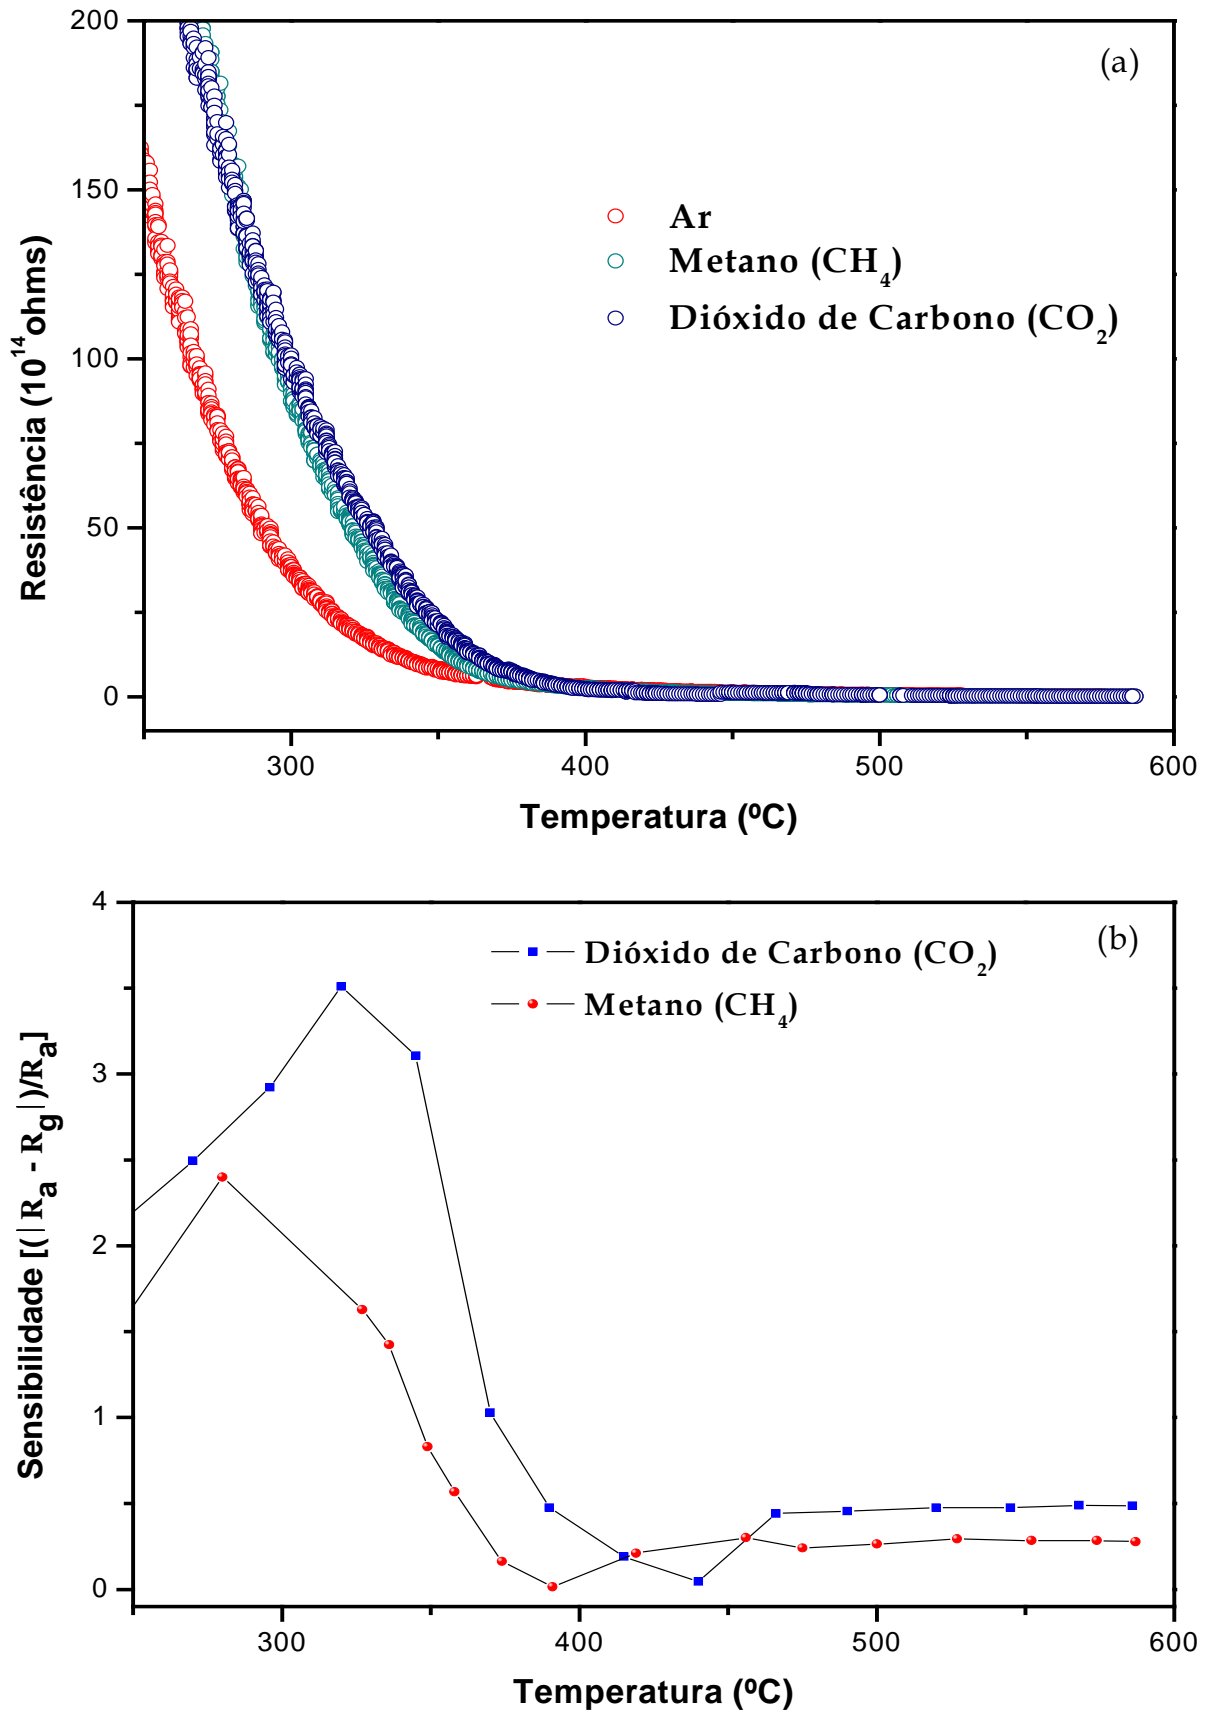 200
(a)
150
Ar
Metano (CH4)
Dióxido de Carbono (CO2)
100
50
0
Resistência (10^14 ohms)
300
400
500
600
Temperatura (ºC)
4
(b)
Dióxido de Carbono (CO2)
Metano (CH4)
3
2
1
0
Sensibilidade [(|Ra - Rg|)/Ra]
300
400
500
600
Temperatura (ºC)